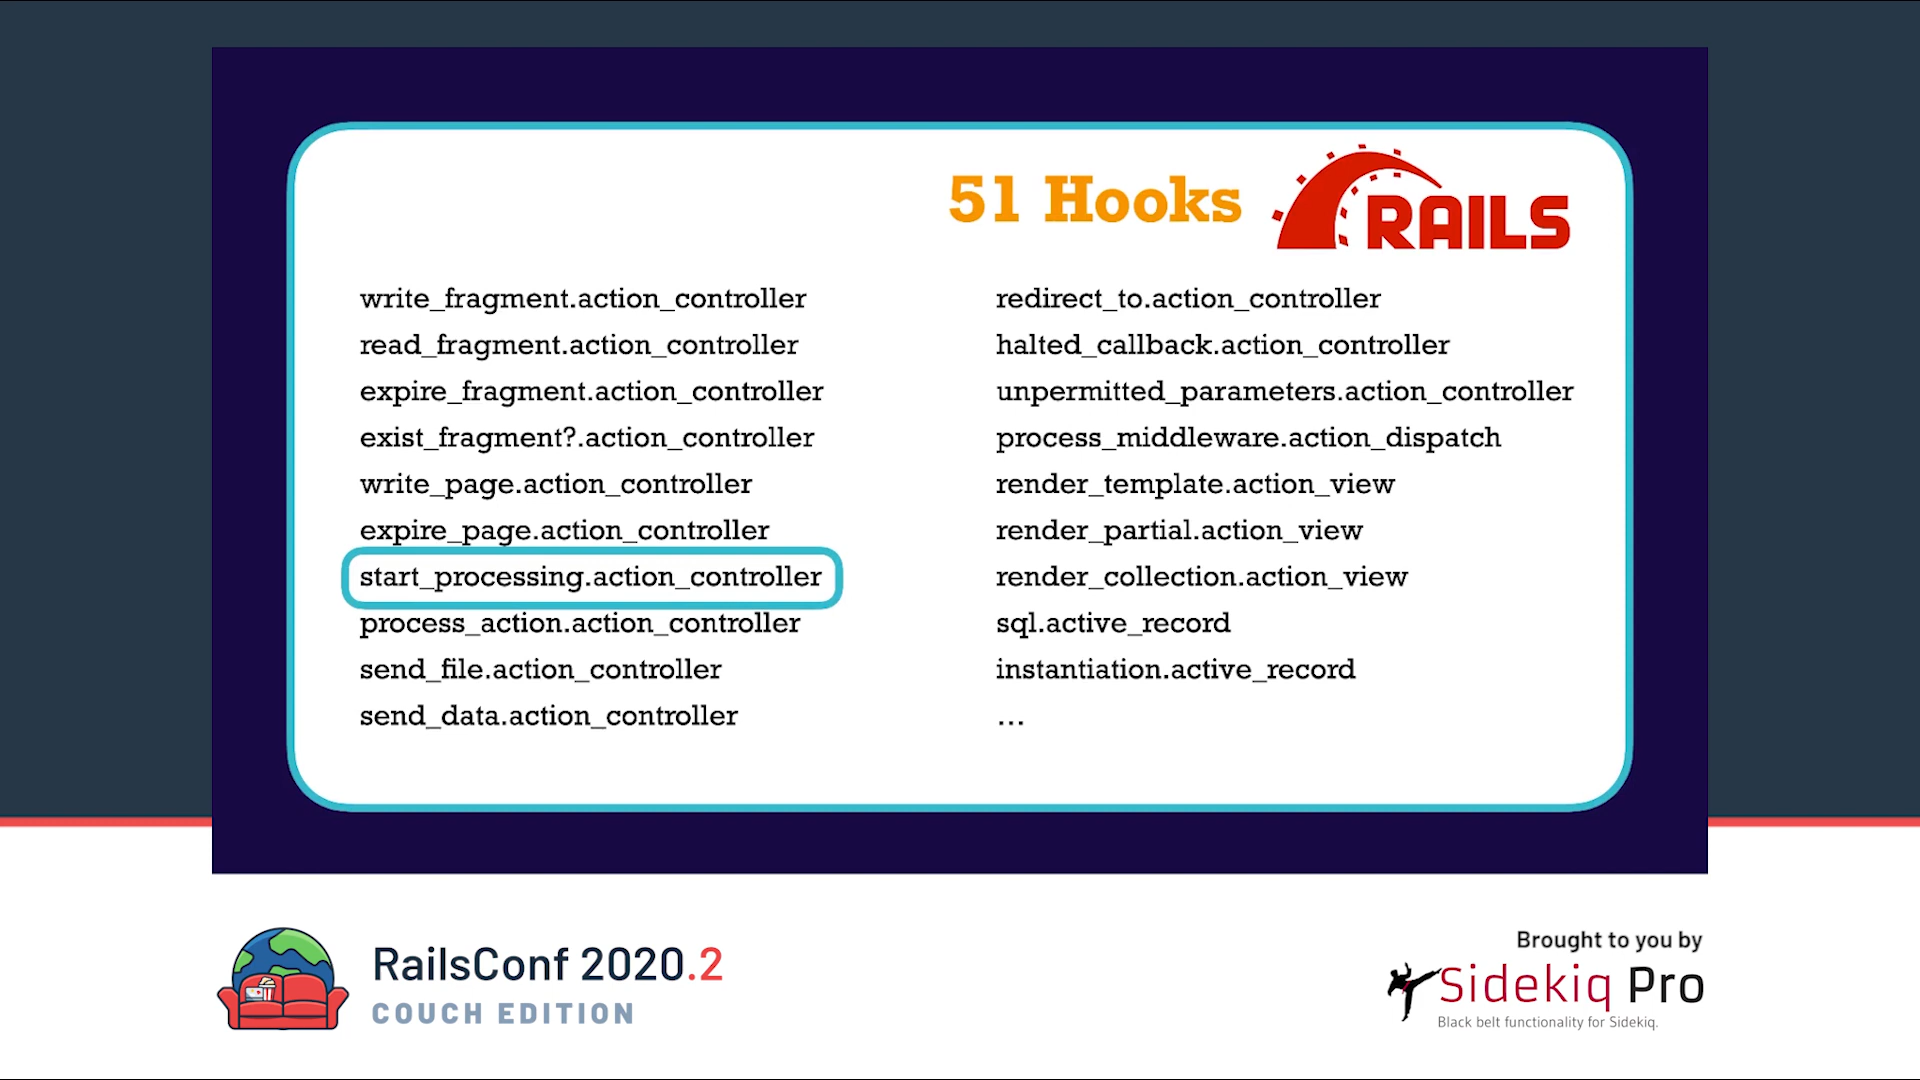 51 Hooks
RAILS
write_fragment.action_controller
read_fragment.action_controller
expire_fragment.action_controller
exist_fragment?.action_controller
write_page.action_controller
expire_page.action_controller
start_processing.action_controller
process_action.action_controller
send_file.action_controller
send_data.action_controller
redirect_to.action_controller
halted_callback.action_controller
unpermitted_parameters.action_controller
process_middleware.action_dispatch
render_template.action_view
render_partial.action_view
render_collection.action_view
sql.active_record
instantiation.active_record
...
RailsConf 2020.2
COUCH EDITION
Brought to you by
Sidekiq Pro
Black belt functionality for Sidekiq.